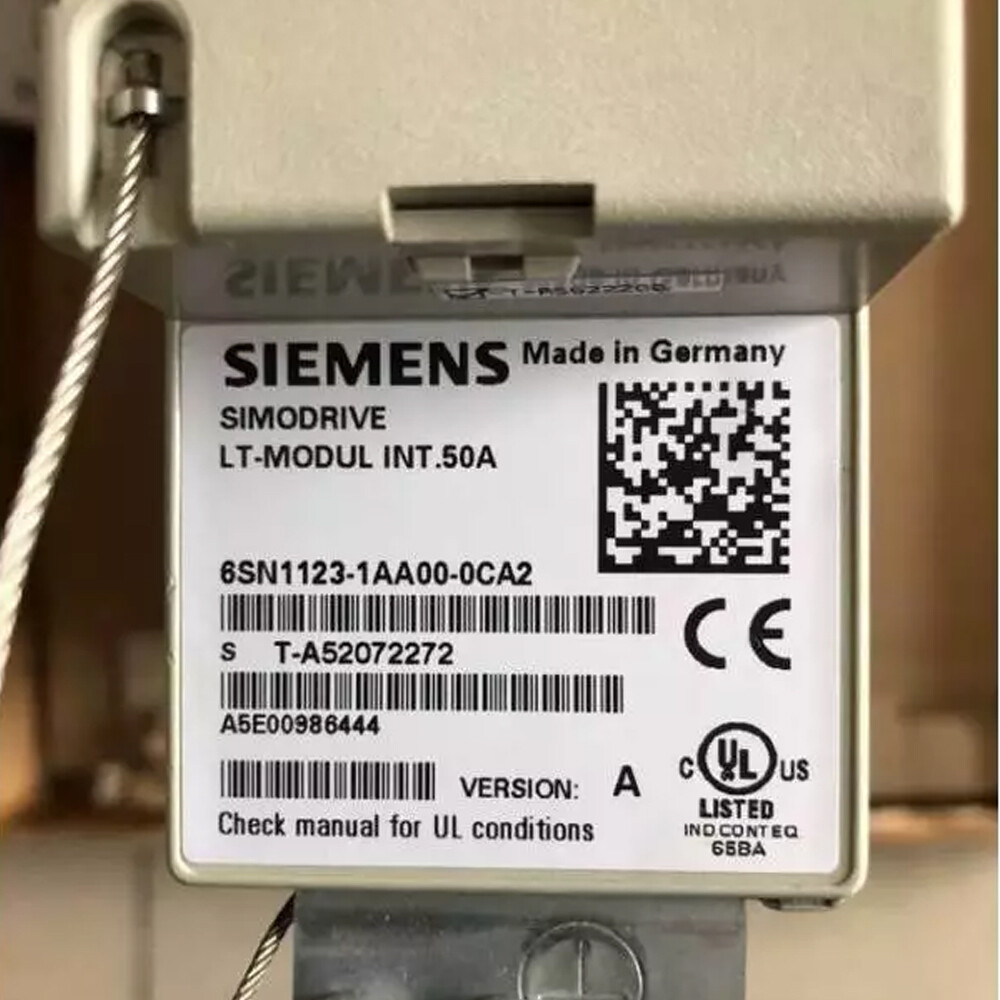 SIEMENS Made in Germany
SIMODRIVE
LT-MODUL INT.50A
6SN1123-1AA00-0CA2
S T-A52072272
A5E00986444
VERSION: A
Check manual for UL conditions
CE
C UL US
LISTED
IND.CONT.EQ
65BA